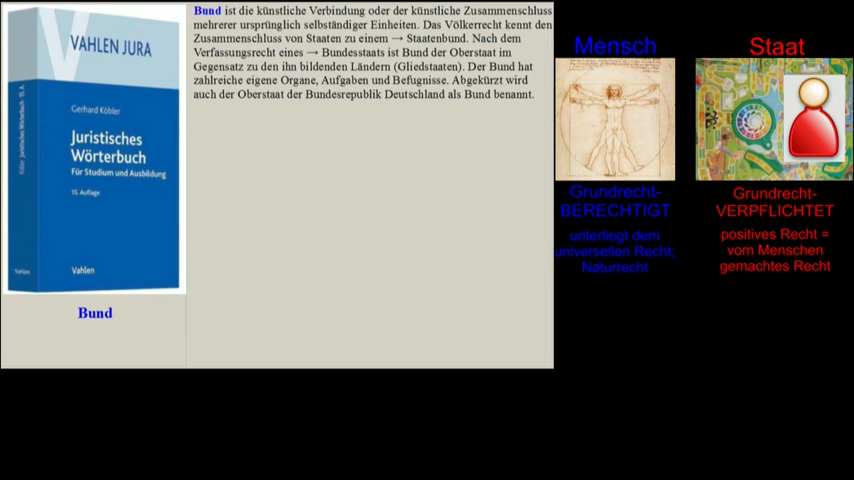 VAHLEN JURA
Gerhard Köbler
Juristisches
Wörterbuch
Für Studium und Ausbildung
15. Auflage
Vahlen
Vahlen
Bund
Bund ist die künstliche Verbindung oder der künstliche Zusammenschluss
mehrerer ursprünglich selbständiger Einheiten. Das Völkerrecht kennt den
Zusammenschluss von Staaten zu einem → Staatenbund. Nach dem
Verfassungsrecht eines → Bundesstaats ist Bund der Oberstaat im
Gegensatz zu den ihn bildenden Ländern (Gliedstaaten). Der Bund hat
zahlreiche eigene Organe, Aufgaben und Befugnisse. Abgekürzt wird
auch der Oberstaat der Bundesrepublik Deutschland als Bund benannt.
Mensch
Grundrecht-
BERECHTIGT
unterliegt dem
universellen Recht;
Naturrecht
Staat
Grundrecht-
VERPFLICHTET
positives Recht =
vom Menschen
gemachtes Recht